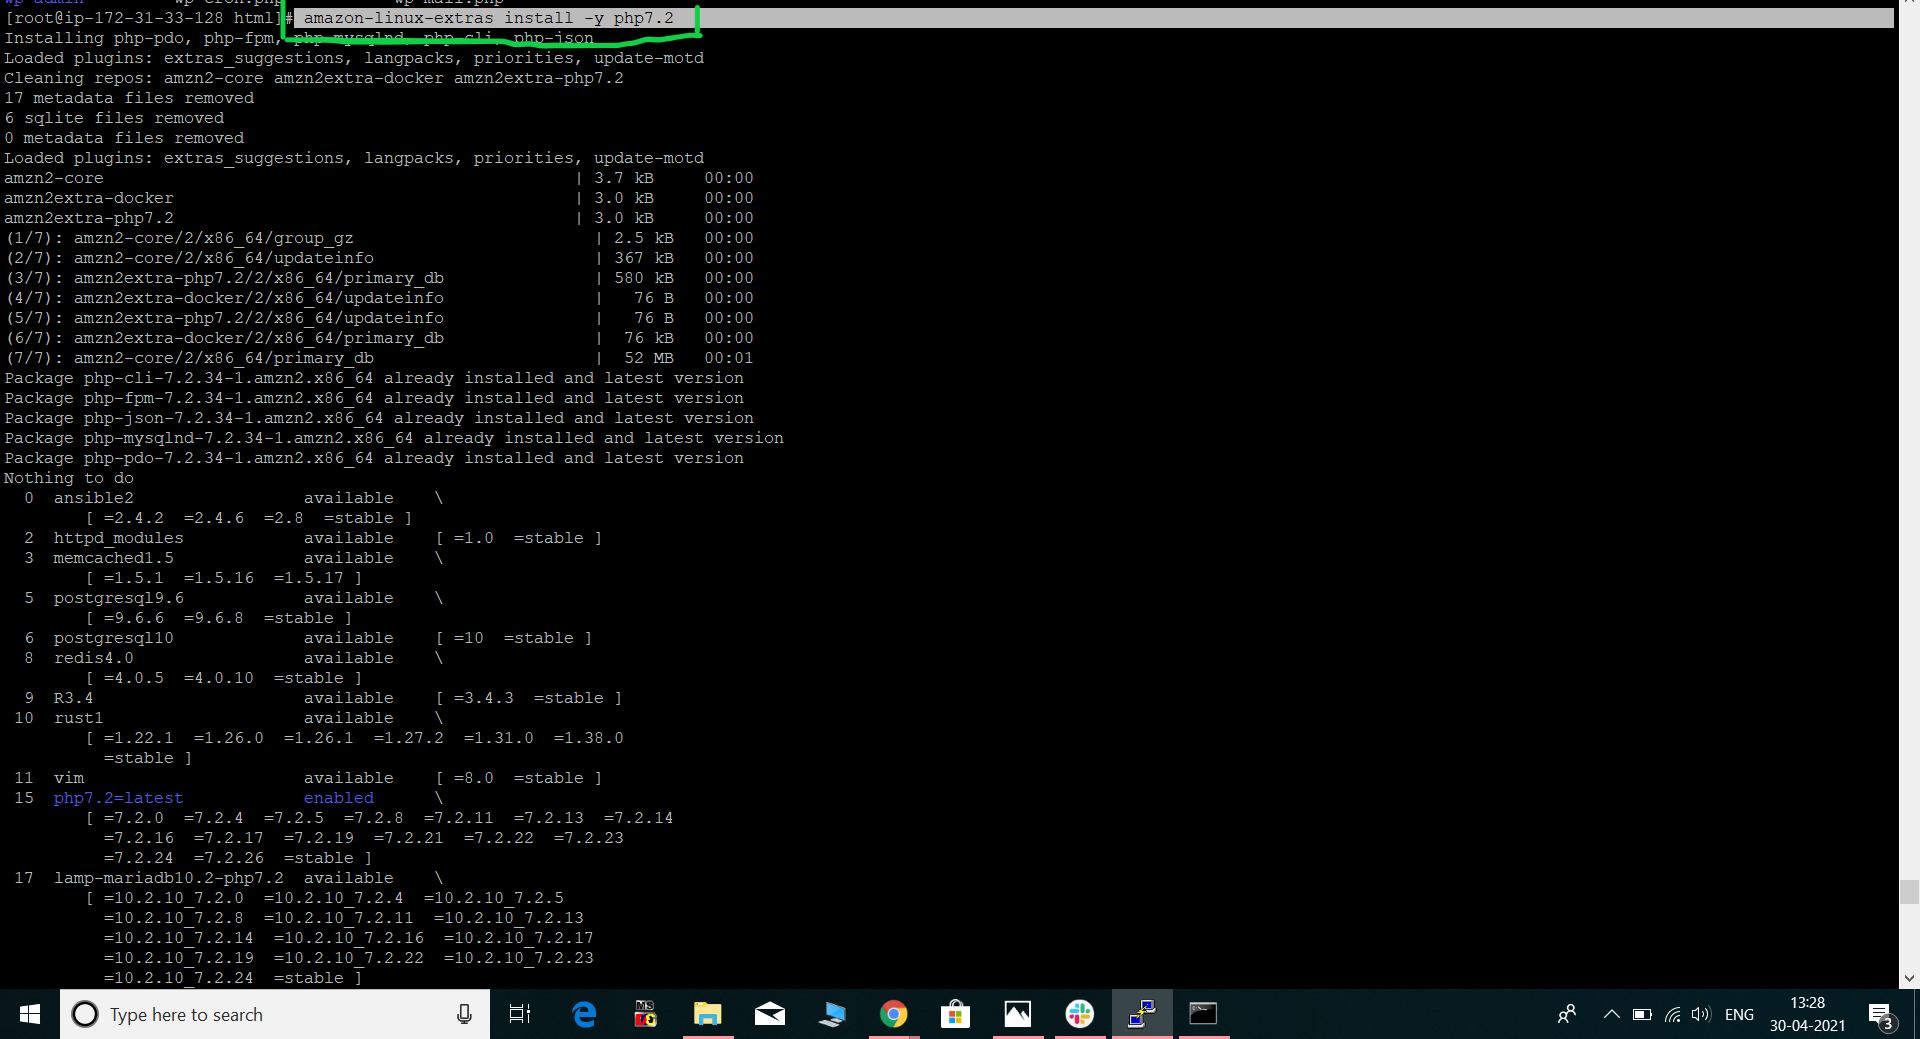 wp-admin wp-cron.php wp-mail.php
[root@ip-172-31-33-128 html]# amazon-linux-extras install -y php7.2
Installing php-pdo, php-fpm, php-mysqlnd, php-cli, php-json
Loaded plugins: extras_suggestions, langpacks, priorities, update-motd
Cleaning repos: amzn2-core amzn2extra-docker amzn2extra-php7.2
17 metadata files removed
6 sqlite files removed
0 metadata files removed
Loaded plugins: extras_suggestions, langpacks, priorities, update-motd
amzn2-core | 3.7 kB 00:00
amzn2extra-docker | 3.0 kB 00:00
amzn2extra-php7.2 | 3.0 kB 00:00
(1/7): amzn2-core/2/x86_64/group_gz | 2.5 kB 00:00
(2/7): amzn2-core/2/x86_64/updateinfo | 367 kB 00:00
(3/7): amzn2extra-php7.2/2/x86_64/primary_db | 580 kB 00:00
(4/7): amzn2extra-docker/2/x86_64/updateinfo | 76 B 00:00
(5/7): amzn2extra-php7.2/2/x86_64/updateinfo | 76 B 00:00
(6/7): amzn2extra-docker/2/x86_64/primary_db | 76 kB 00:00
(7/7): amzn2-core/2/x86_64/primary_db | 52 MB 00:01
Package php-cli-7.2.34-1.amzn2.x86_64 already installed and latest version
Package php-fpm-7.2.34-1.amzn2.x86_64 already installed and latest version
Package php-json-7.2.34-1.amzn2.x86_64 already installed and latest version
Package php-mysqlnd-7.2.34-1.amzn2.x86_64 already installed and latest version
Package php-pdo-7.2.34-1.amzn2.x86_64 already installed and latest version
Nothing to do
0 ansible2 available \
[ =2.4.2 =2.4.6 =2.8 =stable ]
2 httpd_modules available [ =1.0 =stable ]
3 memcached1.5 available \
[ =1.5.1 =1.5.16 =1.5.17 ]
5 postgresql9.6 available \
[ =9.6.6 =9.6.8 =stable ]
6 postgresql10 available [ =10 =stable ]
8 redis4.0 available \
[ =4.0.5 =4.0.10 =stable ]
9 R3.4 available [ =3.4.3 =stable ]
10 rust1 available \
[ =1.22.1 =1.26.0 =1.26.1 =1.27.2 =1.31.0 =1.38.0
=stable ]
11 vim available [ =8.0 =stable ]
15 php7.2=latest enabled \
[ =7.2.0 =7.2.4 =7.2.5 =7.2.8 =7.2.11 =7.2.13 =7.2.14
=7.2.16 =7.2.17 =7.2.19 =7.2.21 =7.2.22 =7.2.23
=7.2.24 =7.2.26 =stable ]
17 lamp-mariadb10.2-php7.2 available \
[ =10.2.10_7.2.0 =10.2.10_7.2.4 =10.2.10_7.2.5
=10.2.10_7.2.8 =10.2.10_7.2.11 =10.2.10_7.2.13
=10.2.10_7.2.14 =10.2.10_7.2.16 =10.2.10_7.2.17
=10.2.10_7.2.19 =10.2.10_7.2.22 =10.2.10_7.2.23
=10.2.10_7.2.24 =stable ]
Type here to search
MS
ENG
13:28
30-04-2021
3